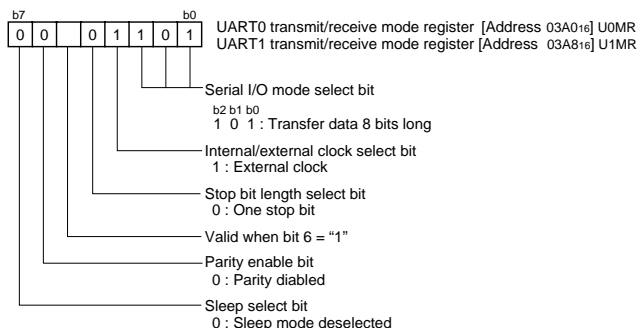 b7 b0
0 0 0 1 1 0 1
UART0 transmit/receive mode register [Address 03A016] U0MR
UART1 transmit/receive mode register [Address 03A816] U1MR
Serial I/O mode select bit
b2 b1 b0
1 0 1 : Transfer data 8 bits long
Internal/external clock select bit
1 : External clock
Stop bit length select bit
0 : One stop bit
Valid when bit 6 = “1”
Parity enable bit
0 : Parity diabled
Sleep select bit
0 : Sleep mode deselected